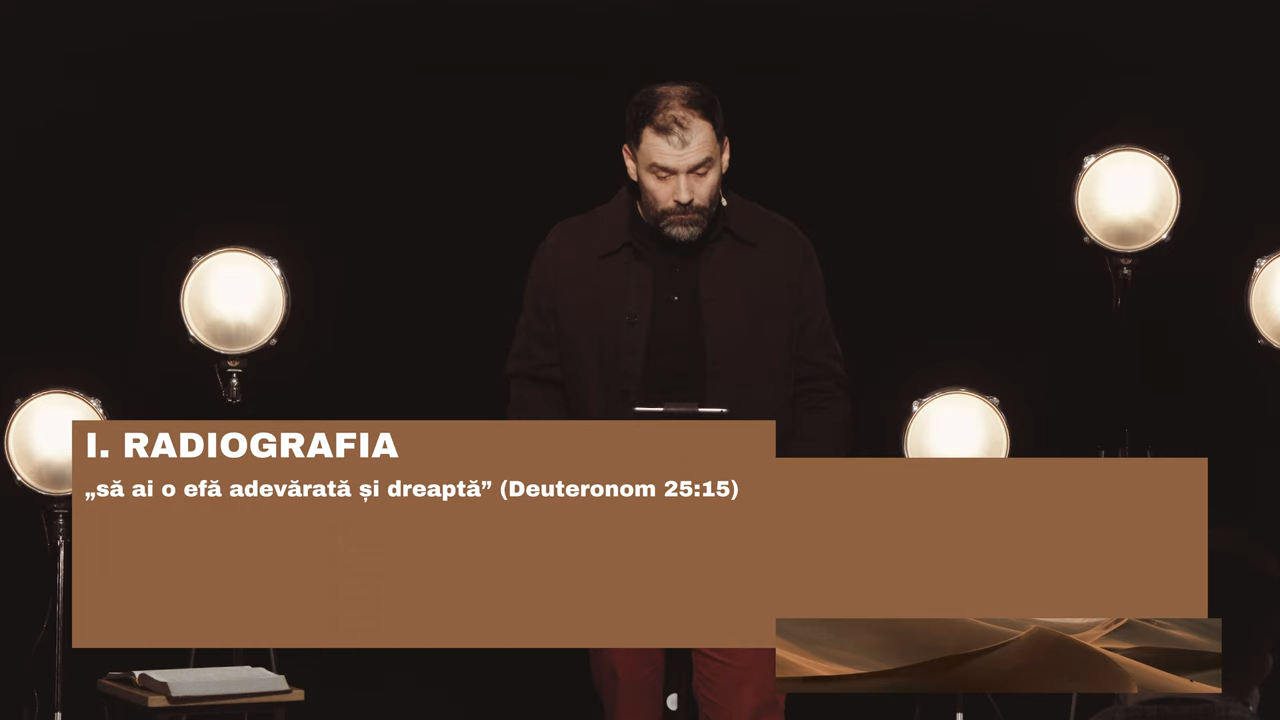 I. RADIOGRAFIA
„să ai o efă adevărată și dreaptă” (Deuteronom 25:15)